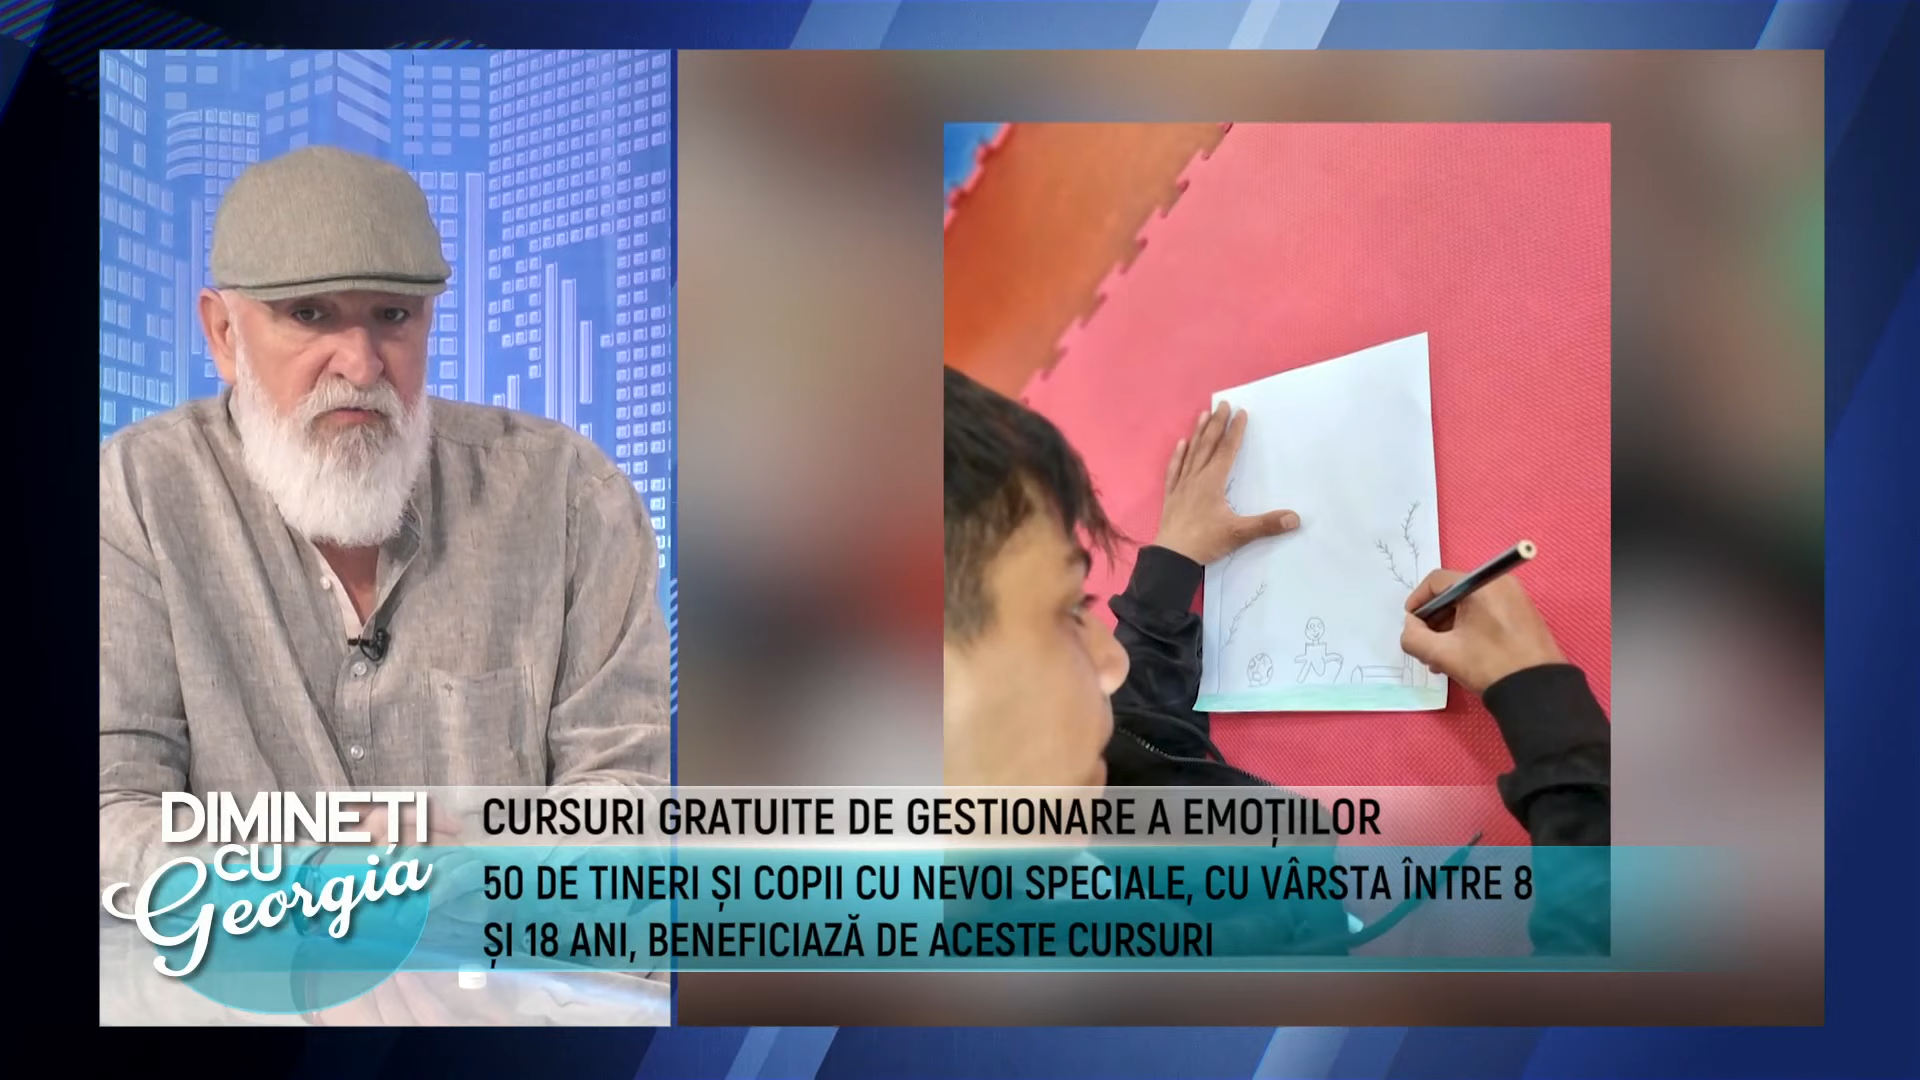 DIMINEȚI
CU
Georgia
CURSURI GRATUITE DE GESTIONARE A EMOȚIILOR
50 DE TINERI ȘI COPII CU NEVOI SPECIALE, CU VÂRSTA ÎNTRE 8
ȘI 18 ANI, BENEFICIAZĂ DE ACESTE CURSURI